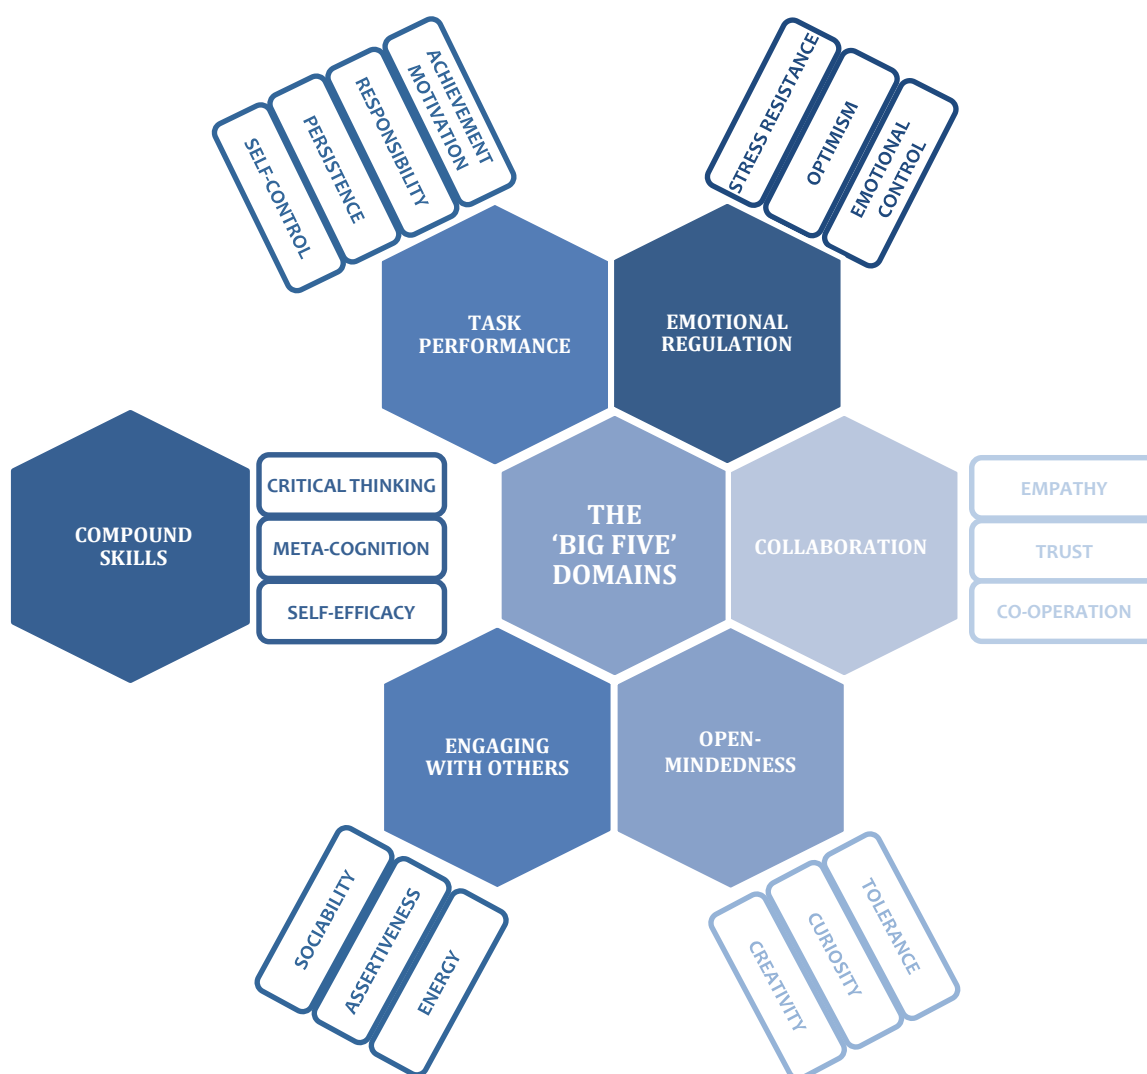 SELF-CONTROL
PERSISTENCE
RESPONSIBILITY
ACHIEVEMENT
MOTIVATION
STRESS RESISTANCE
OPTIMISM
EMOTIONAL
CONTROL
TASK
PERFORMANCE
EMOTIONAL
REGULATION
COMPOUND
SKILLS
CRITICAL THINKING
META-COGNITION
SELF-EFFICACY
THE
‘BIG FIVE’
DOMAINS
COLLABORATION
EMPATHY
TRUST
CO-OPERATION
ENGAGING
WITH OTHERS
OPEN-
MINDEDNESS
SOCIABILITY
ASSERTIVENESS
ENERGY
CREATIVITY
CURIOSITY
TOLERANCE